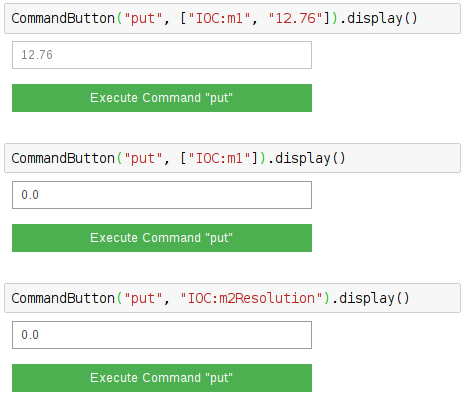 CommandButton("put", ["IOC:m1", "12.76"]).display()
12.76
Execute Command "put"
CommandButton("put", ["IOC:m1"]).display()
0.0
Execute Command "put"
CommandButton("put", "IOC:m2Resolution").display()
0.0
Execute Command "put"